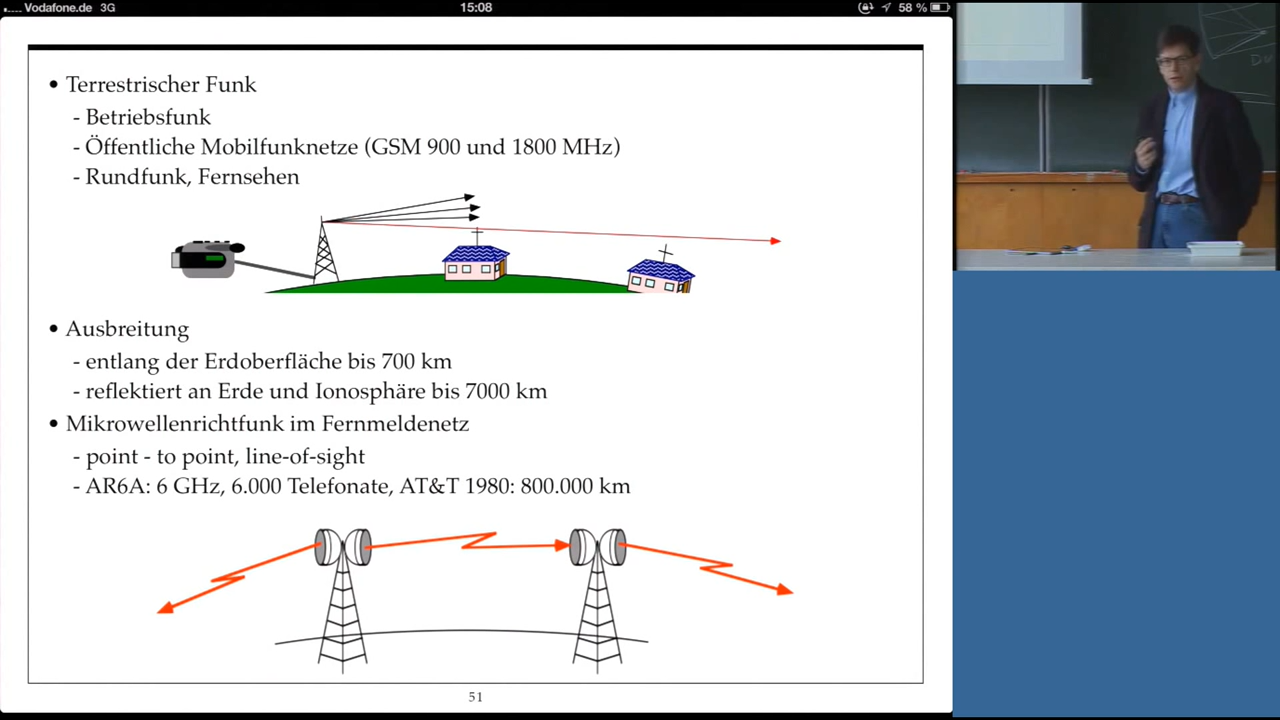 Vodafone.de 3G 15:08 58 %
• Terrestrischer Funk
- Betriebsfunk
- Öffentliche Mobilfunknetze (GSM 900 und 1800 MHz)
- Rundfunk, Fernsehen
• Ausbreitung
- entlang der Erdoberfläche bis 700 km
- reflektiert an Erde und Ionosphäre bis 7000 km
• Mikrowellenrichtfunk im Fernmeldenetz
- point - to point, line-of-sight
- AR6A: 6 GHz, 6.000 Telefonate, AT&T 1980: 800.000 km
51